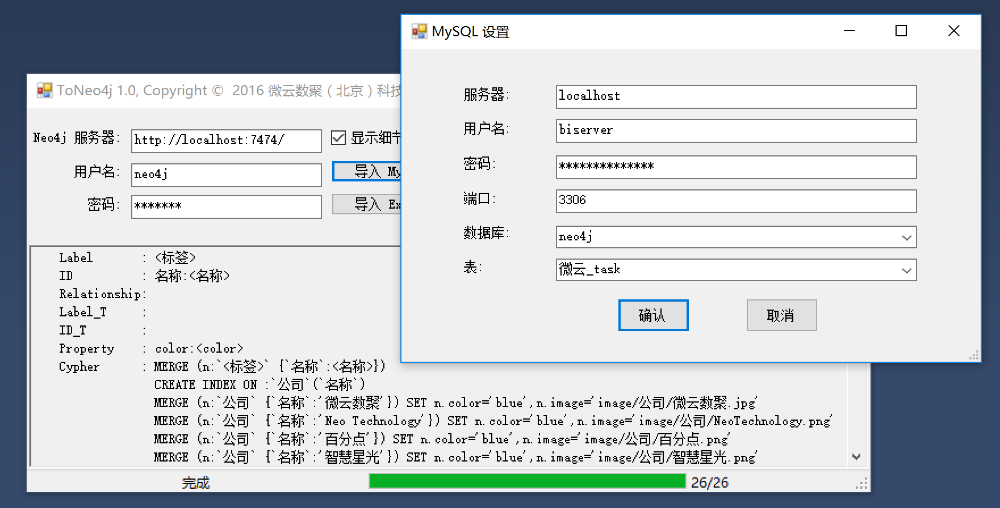 MySQL 设置
服务器:
localhost
用户名:
biserver
密码:
**************
端口:
3306
数据库:
neo4j
表:
微云_task
确认
取消
ToNeo4j 1.0, Copyright © 2016 微云数聚（北京）科技
Neo4j 服务器:
http://localhost:7474/
显示细节
用户名:
neo4j
导入 My
密码:
*******
导入 Ex
Label : <标签>
ID : 名称:<名称>
Relationship:
Label_T :
ID_T :
Property : color:<color>
Cypher : MERGE (n:`<标签>` {`名称`:<名称>})
CREATE INDEX ON :`公司`(`名称`)
MERGE (n:`公司` {`名称`:'微云数聚'}) SET n.color='blue',n.image='image/公司/微云数聚.jpg'
MERGE (n:`公司` {`名称`:'Neo Technology'}) SET n.color='blue',n.image='image/公司/NeoTechnology.png'
MERGE (n:`公司` {`名称`:'百分点'}) SET n.color='blue',n.image='image/公司/百分点.png'
MERGE (n:`公司` {`名称`:'智慧星光'}) SET n.color='blue',n.image='image/公司/智慧星光.png'
完成
26/26